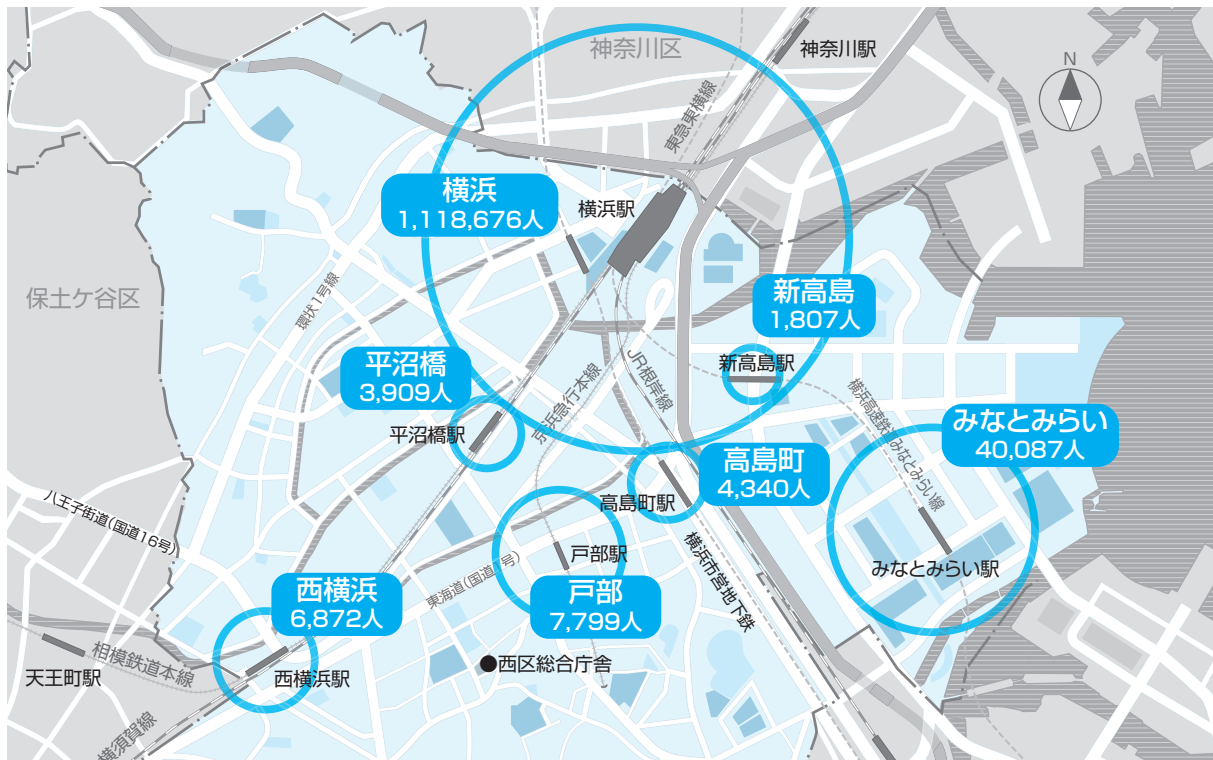 神奈川区
神奈川駅
N
東急東横線
横浜
1,118,676人
横浜駅
保土ケ谷区
環状1号線
新高島
1,807人
新高島駅
平沼橋
3,909人
平沼橋駅
京浜急行本線
JR根岸線
横浜高速鉄道みなとみらい線
みなとみらい
40,087人
みなとみらい駅
高島町
4,340人
高島町駅
八王子街道(国道16号)
戸部駅
戸部
7,799人
東海道(国道1号)
横浜市営地下鉄
西横浜
6,872人
西横浜駅
●西区総合庁舎
相模鉄道本線
天王町駅
横須賀線